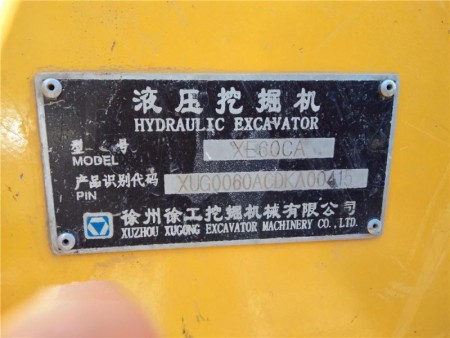 液压挖掘机
HYDRAULIC EXCAVATOR
型 号 XE60CA
MODEL
产品识别代码 XUG0060ACDKA00415
PIN
徐州徐工挖掘机械有限公司
XUZHOU XUGONG EXCAVATOR MACHINERY CO., LTD.